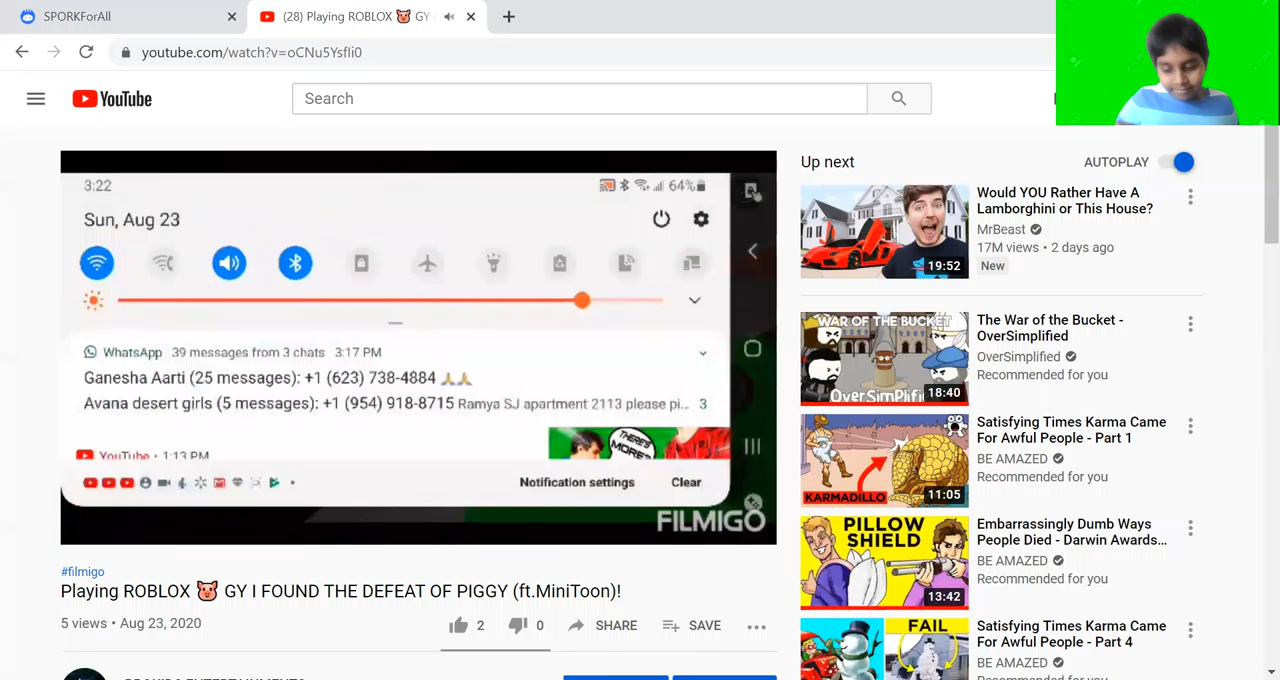 SPORKForAll
(28) Playing ROBLOX 🐷 GY
youtube.com/watch?v=oCNu5Ysfli0
YouTube
Search
3:22
64%
Sun, Aug 23
WhatsApp 39 messages from 3 chats 3:17 PM
Ganesha Aarti (25 messages): +1 (623) 738-4884 🙏🙏
Avana desert girls (5 messages): +1 (954) 918-8715 Ramya SJ apartment 2113 please pi... 3
YouTube • 1:13 PM
THERE'S MORE
Notification settings
Clear
FILMIGO
#filmigo
Playing ROBLOX 🐷 GY I FOUND THE DEFEAT OF PIGGY (ft.MiniToon)!
5 views • Aug 23, 2020
2
0
SHARE
SAVE
Up next
AUTOPLAY
19:52
Would YOU Rather Have A
Lamborghini or This House?
MrBeast
17M views • 2 days ago
New
WAR OF THE BUCKET
OverSimplifi
18:40
The War of the Bucket -
OverSimplified
OverSimplified
Recommended for you
KARMADILLO
11:05
Satisfying Times Karma Came
For Awful People - Part 1
BE AMAZED
Recommended for you
PILLOW
SHIELD
13:42
Embarrassingly Dumb Ways
People Died - Darwin Awards...
BE AMAZED
Recommended for you
FAIL
Satisfying Times Karma Came
For Awful People - Part 4
BE AMAZED
Recommended for you